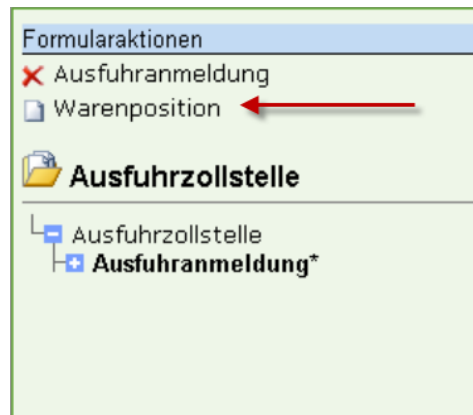 Formularaktionen
Ausfuhranmeldung
Warenposition
Ausfuhrzollstelle
Ausfuhrzollstelle
Ausfuhranmeldung*